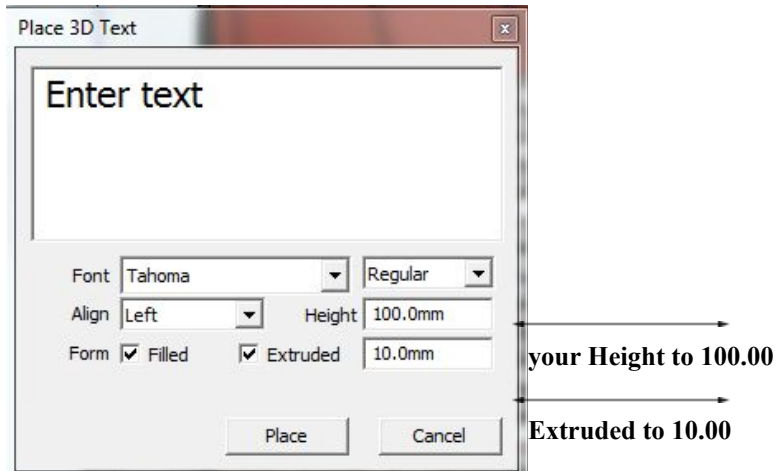 Place 3D Text
Enter text
Font Tahoma Regular
Align Left Height 100.0mm
Form Filled Extruded 10.0mm
your Height to 100.00
Extruded to 10.00
Place Cancel